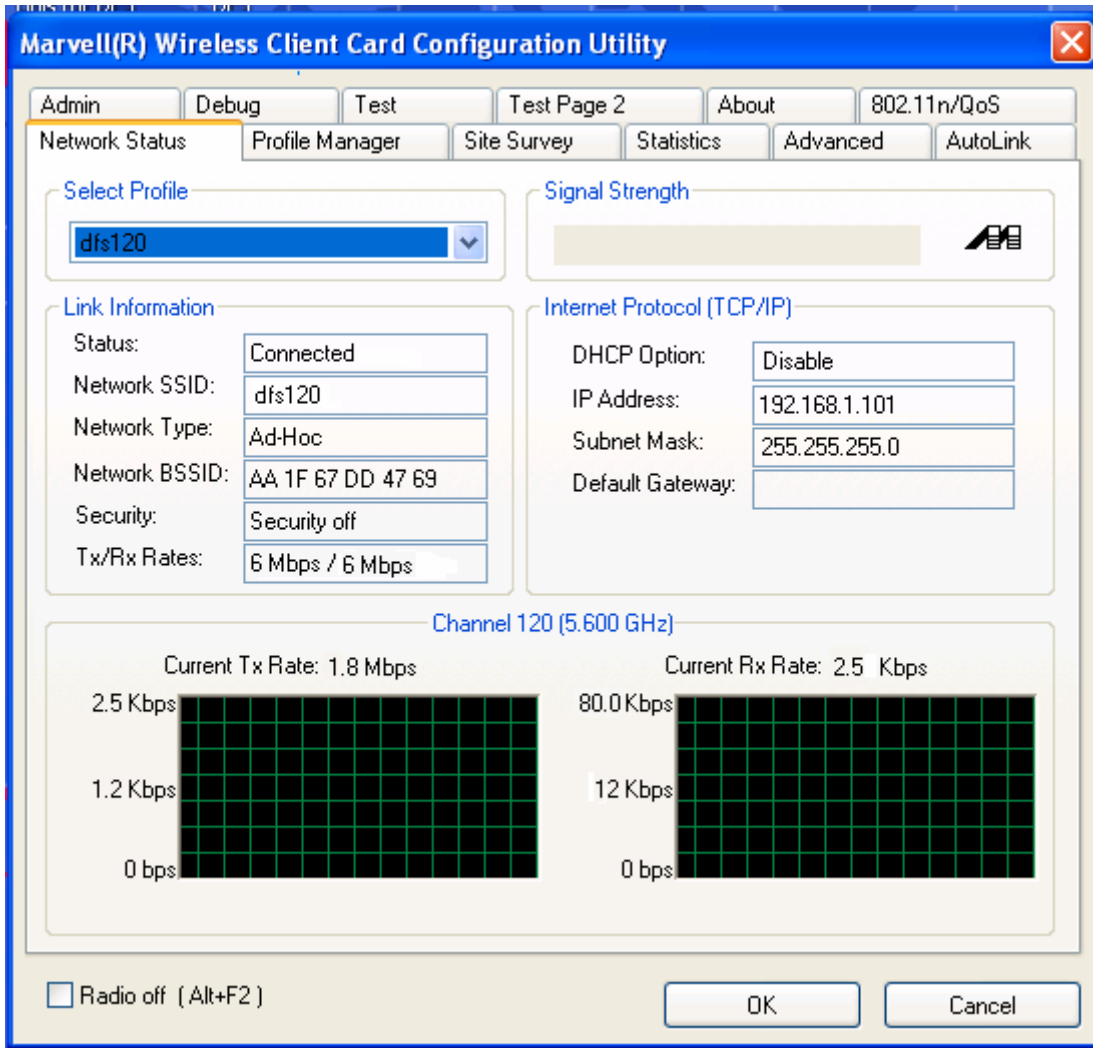 Marvell(R) Wireless Client Card Configuration Utility
Admin Debug Test Test Page 2 About 802.11n/QoS
Network Status Profile Manager Site Survey Statistics Advanced AutoLink
Select Profile
dfs120
Signal Strength
Link Information
Status: Connected
Network SSID: dfs120
Network Type: Ad-Hoc
Network BSSID: AA 1F 67 DD 47 69
Security: Security off
Tx/Rx Rates: 6 Mbps / 6 Mbps
Internet Protocol (TCP/IP)
DHCP Option: Disable
IP Address: 192.168.1.101
Subnet Mask: 255.255.255.0
Default Gateway:
Channel 120 (5.600 GHz)
Current Tx Rate: 1.8 Mbps
2.5 Kbps
1.2 Kbps
0 bps
Current Rx Rate: 2.5 Kbps
80.0 Kbps
12 Kbps
0 bps
Radio off ( Alt+F2 )
OK Cancel